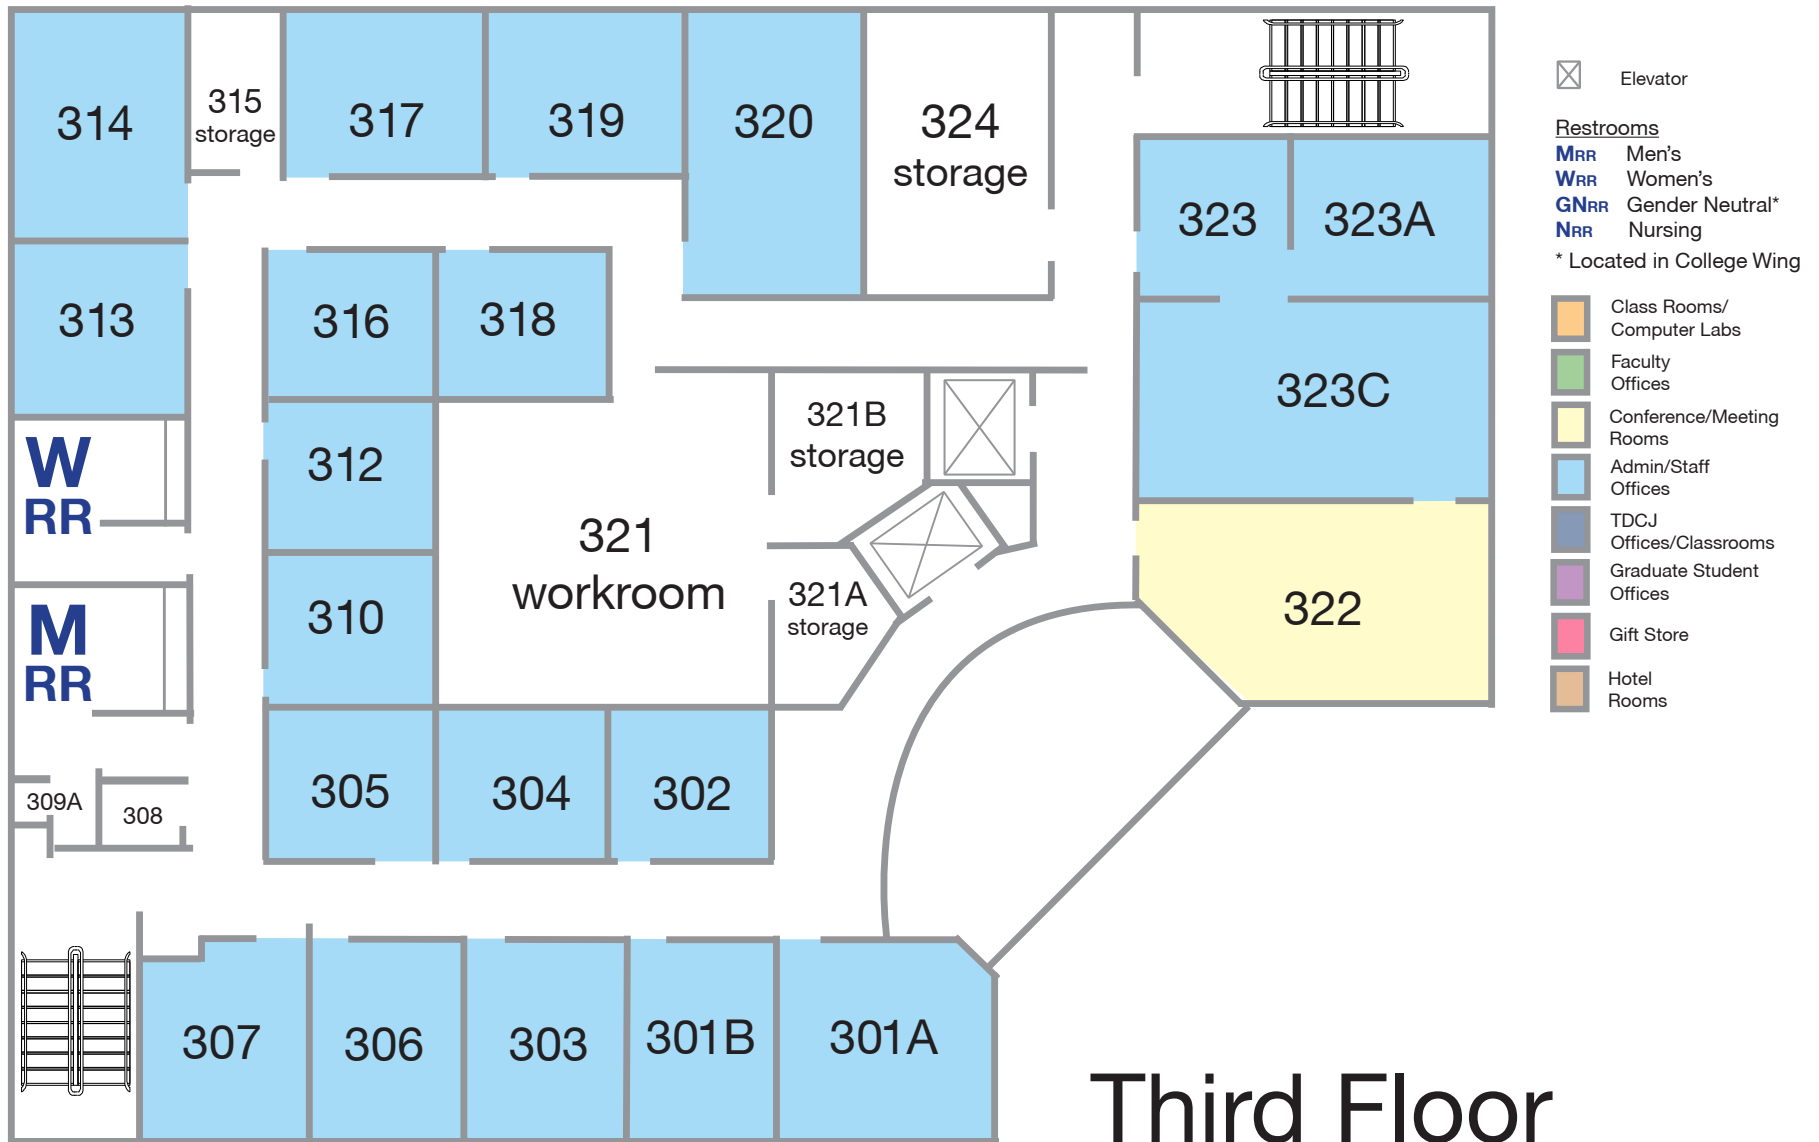 314
315
storage
317
319
320
324
storage
323
323A
313
316
318
323C
W
RR
312
321B
storage
321
workroom
310
321A
storage
322
M
RR
305
304
302
309A
308
307
306
303
301B
301A
Third Floor
Elevator
Restrooms
MRR Men's
WRR Women's
GNRR Gender Neutral*
NRR Nursing
* Located in College Wing
Class Rooms/
Computer Labs
Faculty
Offices
Conference/Meeting
Rooms
Admin/Staff
Offices
TDCJ
Offices/Classrooms
Graduate Student
Offices
Gift Store
Hotel
Rooms